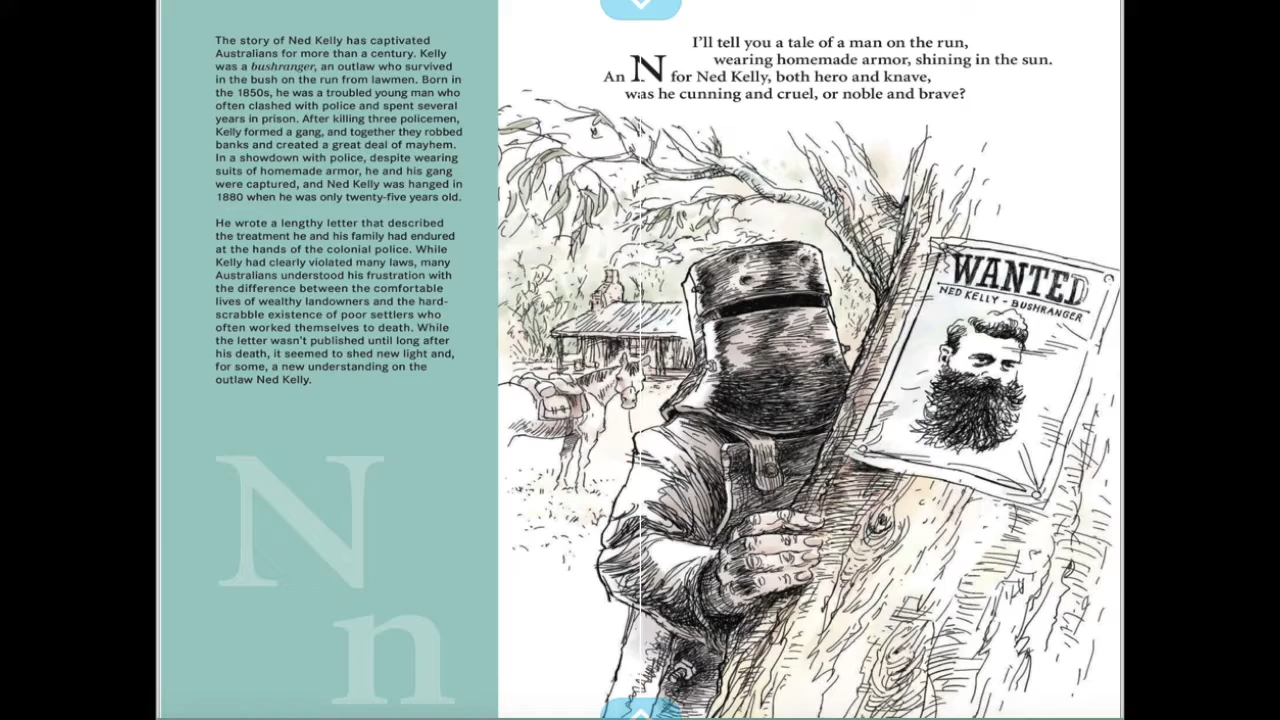 The story of Ned Kelly has captivated
Australians for more than a century. Kelly
was a bushranger, an outlaw who survived
in the bush on the run from lawmen. Born in
the 1850s, he was a troubled young man who
often clashed with police and spent several
years in prison. After killing three policemen,
Kelly formed a gang, and together they robbed
banks and created a great deal of mayhem.
In a showdown with police, despite wearing
suits of homemade armor, he and his gang
were captured, and Ned Kelly was hanged in
1880 when he was only twenty-five years old.
He wrote a lengthy letter that described
the treatment he and his family had endured
at the hands of the colonial police. While
Kelly had clearly violated many laws, many
Australians understood his frustration with
the difference between the comfortable
lives of wealthy landowners and the hard-
scrabble existence of poor settlers who
often worked themselves to death. While
the letter wasn't published until long after
his death, it seemed to shed new light and,
for some, a new understanding on the
outlaw Ned Kelly.
N
n
I'll tell you a tale of a man on the run,
wearing homemade armor, shining in the sun.
An N for Ned Kelly, both hero and knave,
was he cunning and cruel, or noble and brave?
WANTED
NED KELLY - BUSHRANGER